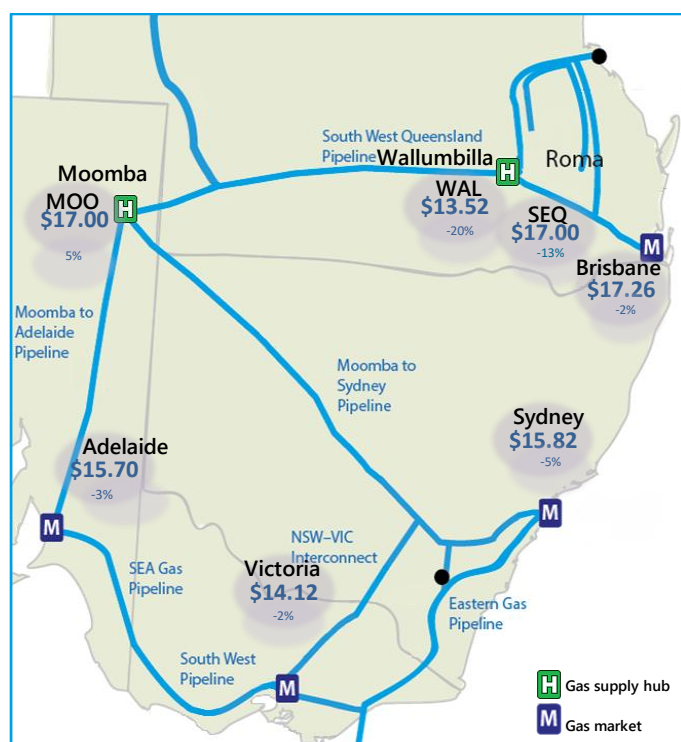 South West Queensland
Pipeline
Wallumbilla
H
Roma
WAL
$13.52
-20%
SEQ
$17.00
-13%
M
Brisbane
$17.26
-2%
Moomba
MOO
$17.00
H
5%
Moomba to
Adelaide
Pipeline
Moomba to
Sydney
Pipeline
Sydney
$15.82
-5%
M
Adelaide
$15.70
-3%
M
NSW–VIC
Interconnect
SEA Gas
Pipeline
Victoria
$14.12
-2%
Eastern Gas
Pipeline
South West
Pipeline
M
H Gas supply hub
M Gas market